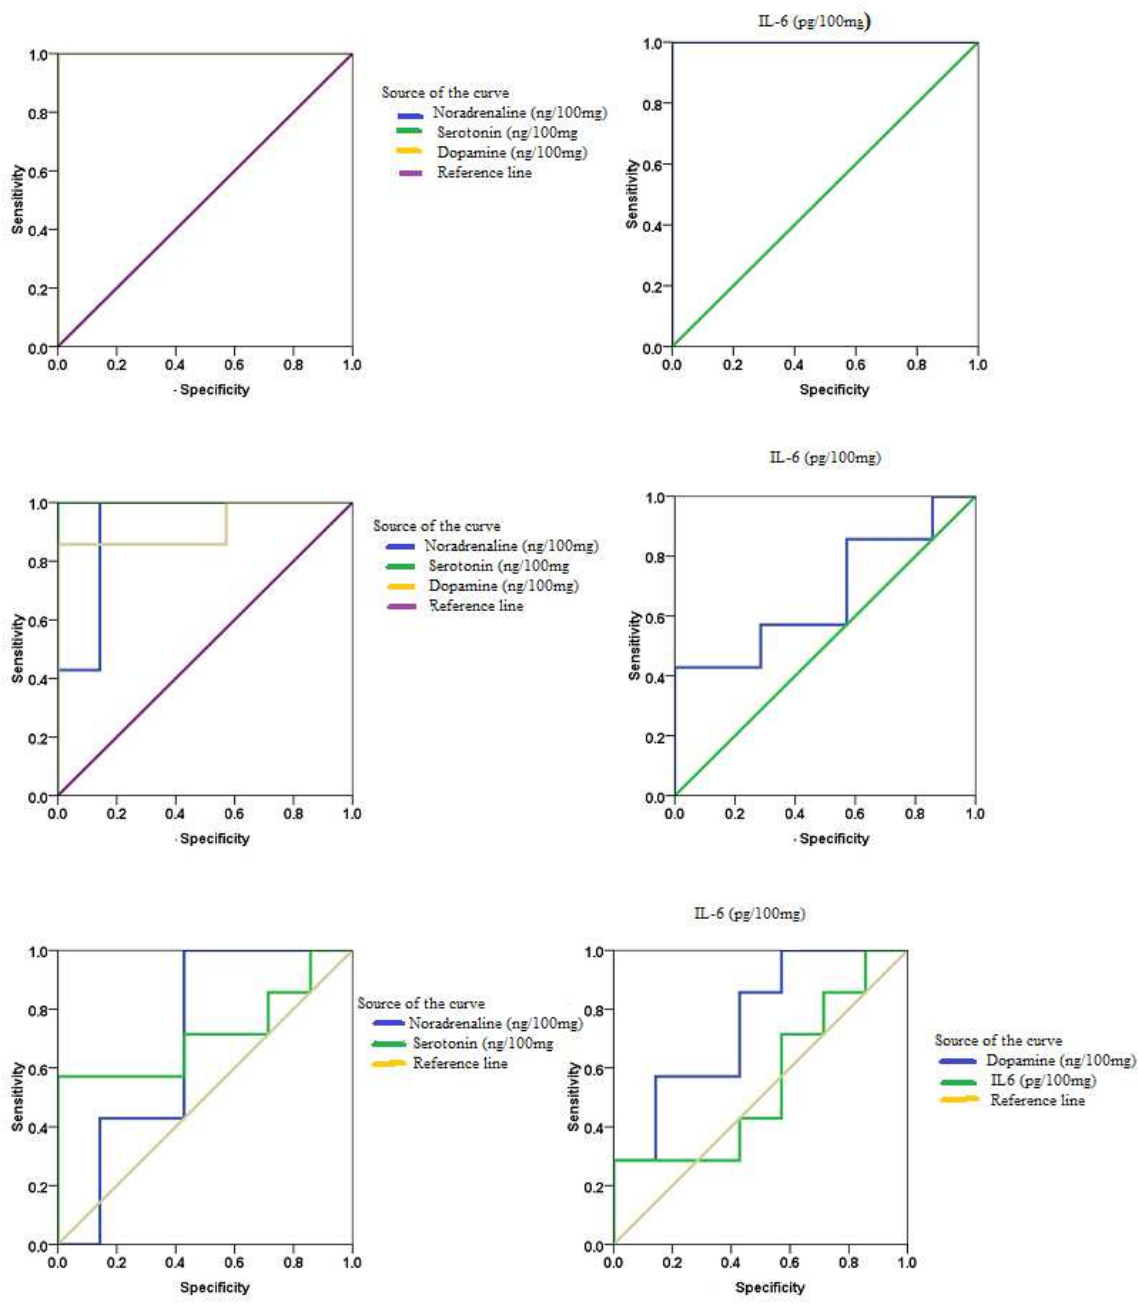 IL-6 (pg/100mg)
1.0
0.8
0.6
0.4
0.2
0.0
Sensitivity
0.0 0.2 0.4 0.6 0.8 1.0
- Specificity
Source of the curve
Noradrenaline (ng/100mg)
Serotonin (ng/100mg
Dopamine (ng/100mg)
Reference line
1.0
0.8
0.6
0.4
0.2
0.0
Sensitivity
0.0 0.2 0.4 0.6 0.8 1.0
Specificity
IL-6 (pg/100mg)
1.0
0.8
0.6
0.4
0.2
0.0
Sensitivity
0.0 0.2 0.4 0.6 0.8 1.0
. Specificity
Source of the curve
Noradrenaline (ng/100mg)
Serotonin (ng/100mg
Dopamine (ng/100mg)
Reference line
1.0
0.8
0.6
0.4
0.2
0.0
Sensitivity
0.0 0.2 0.4 0.6 0.8 1.0
- Specificity
IL-6 (pg/100mg)
1.0
0.8
0.6
0.4
0.2
0.0
Sensitivity
0.0 0.2 0.4 0.6 0.8 1.0
Specificity
Source of the curve
Noradrenaline (ng/100mg)
Serotonin (ng/100mg
Reference line
1.0
0.8
0.6
0.4
0.2
0.0
Sensitivity
0.0 0.2 0.4 0.6 0.8 1.0
Specificity
Source of the curve
Dopamine (ng/100mg)
IL6 (pg/100mg)
Reference line